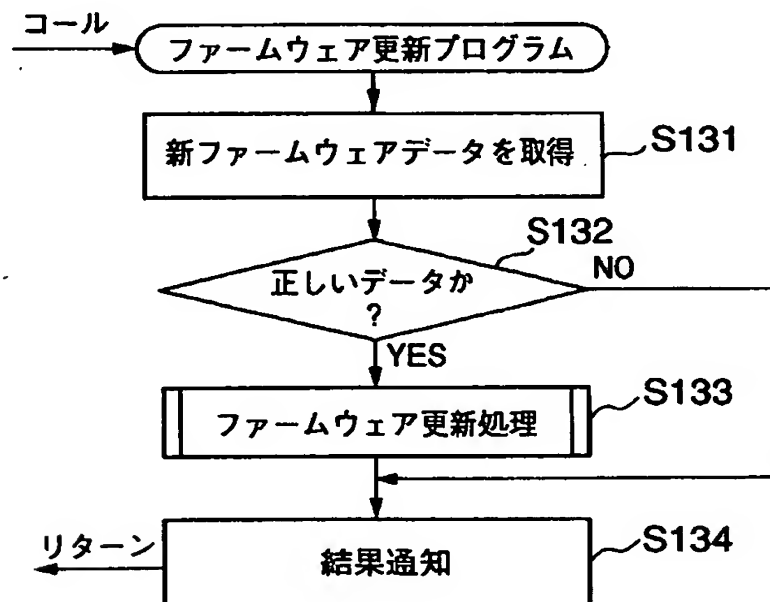 コール
ファームウェア更新プログラム
新ファームウェアデータを取得
S131
S132
正しいデータか
?
NO
YES
ファームウェア更新処理
S133
リターン
結果通知
S134